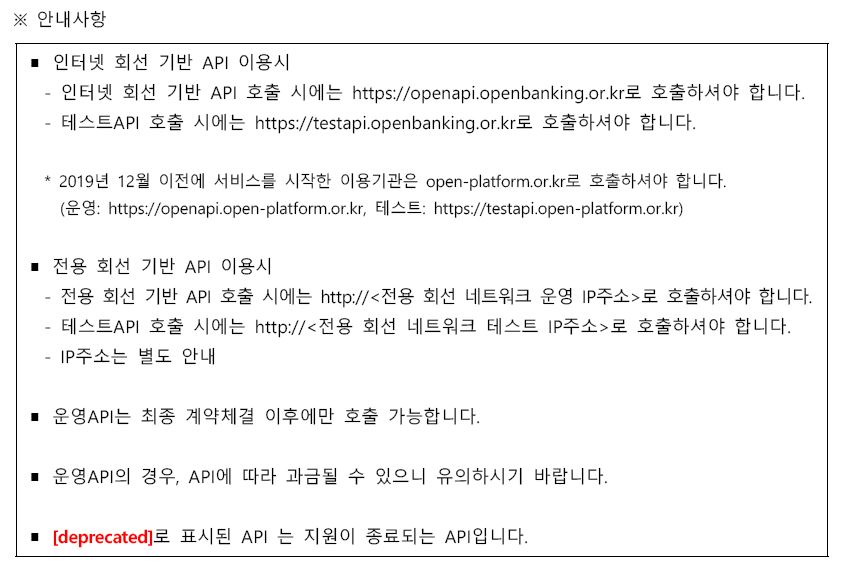 ※ 안내사항
▪ 인터넷 회선 기반 API 이용시
- 인터넷 회선 기반 API 호출 시에는 https://openapi.openbanking.or.kr로 호출하셔야 합니다.
- 테스트API 호출 시에는 https://testapi.openbanking.or.kr로 호출하셔야 합니다.
* 2019년 12월 이전에 서비스를 시작한 이용기관은 open-platform.or.kr로 호출하셔야 합니다.
(운영: https://openapi.open-platform.or.kr, 테스트: https://testapi.open-platform.or.kr)
▪ 전용 회선 기반 API 이용시
- 전용 회선 기반 API 호출 시에는 http://<전용 회선 네트워크 운영 IP주소>로 호출하셔야 합니다.
- 테스트API 호출 시에는 http://<전용 회선 네트워크 테스트 IP주소>로 호출하셔야 합니다.
- IP주소는 별도 안내
▪ 운영API는 최종 계약체결 이후에만 호출 가능합니다.
▪ 운영API의 경우, API에 따라 과금될 수 있으니 유의하시기 바랍니다.
▪ [deprecated]로 표시된 API 는 지원이 종료되는 API입니다.